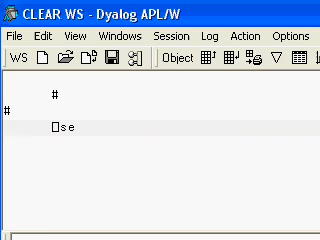 CLEAR WS - Dyalog APL/W
File Edit View Windows Session Log Action Options
WS Object
#
#
⎕se